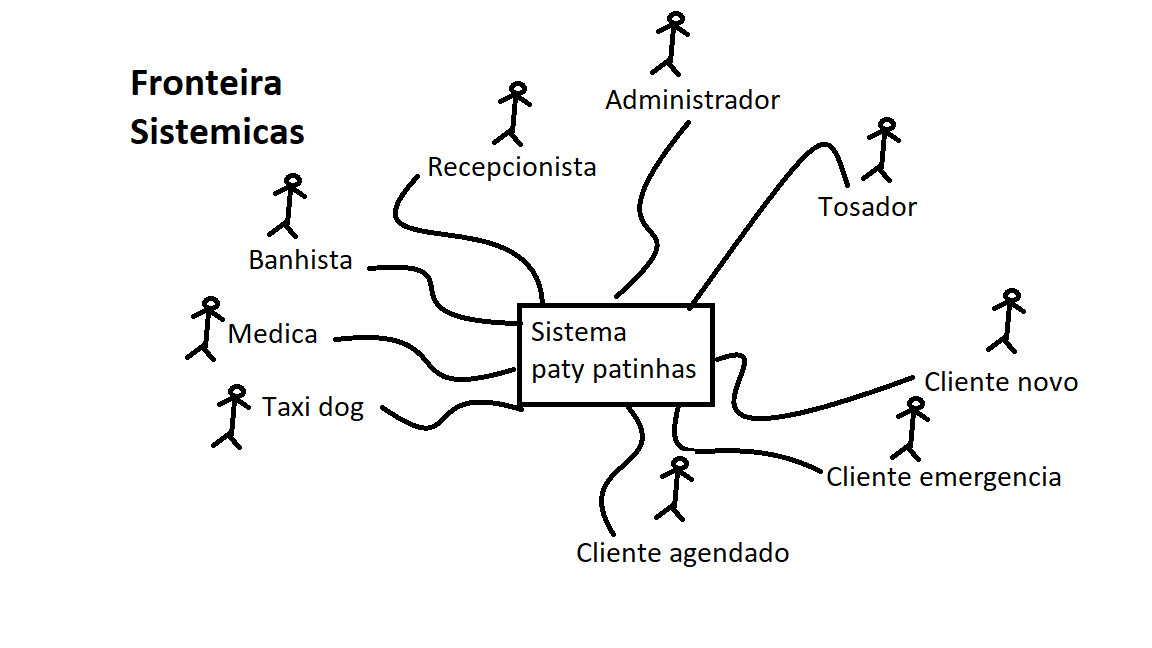 Fronteira
Sistemicas
Administrador
Recepcionista
Tosador
Banhista
Medica
Sistema
paty patinhas
Taxi dog
Cliente novo
Cliente emergencia
Cliente agendado